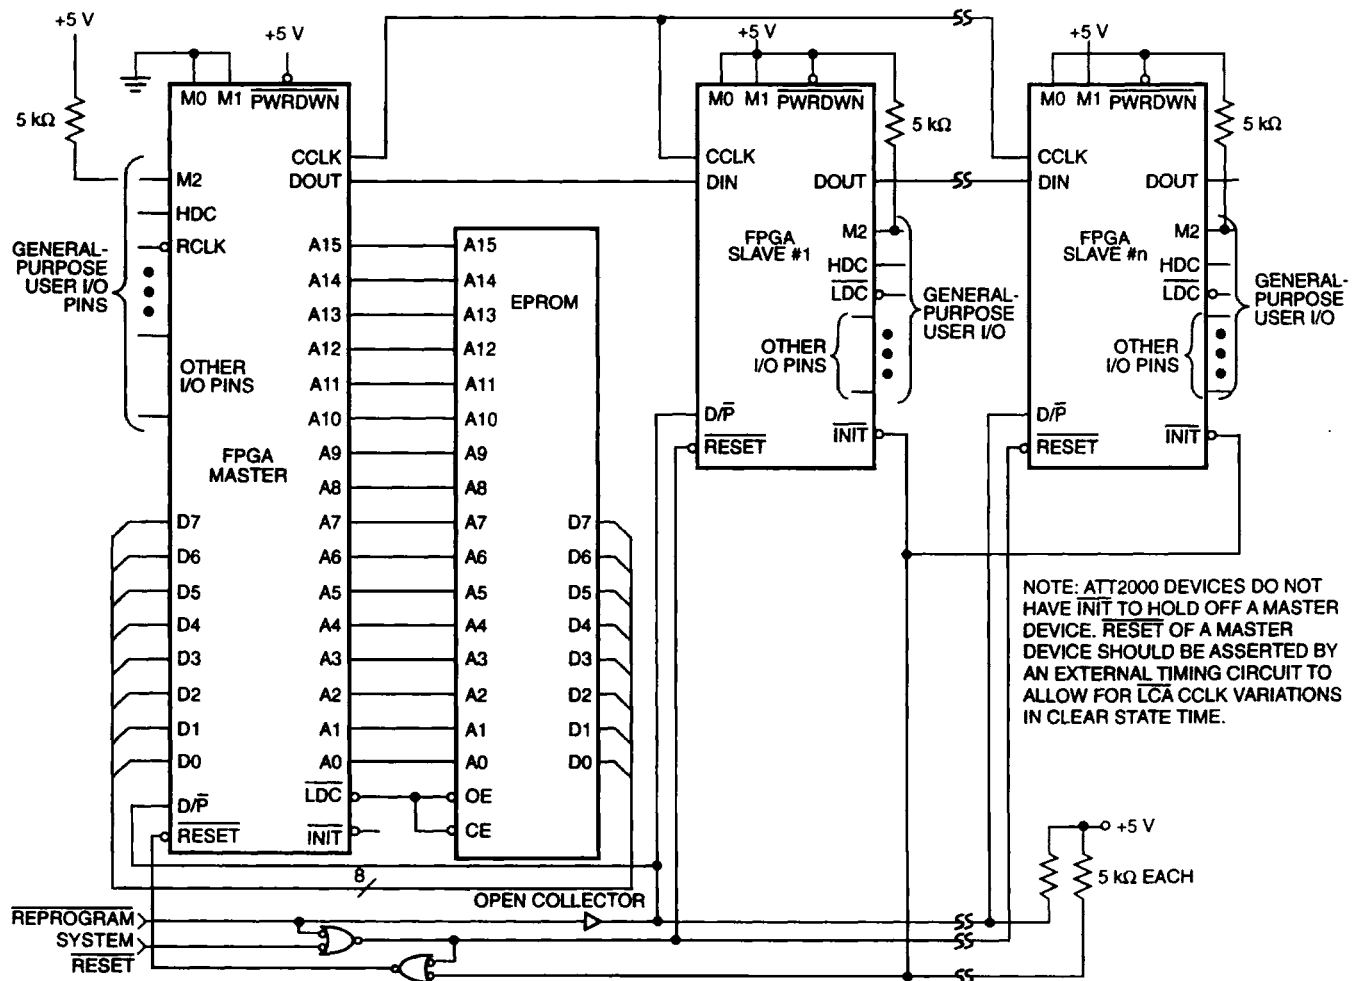 +5 V
+5 V
+5 V
+5 V
M0 M1 PWRDWN
M0 M1 PWRDWN
M0 M1 PWRDWN
5 kΩ
5 kΩ
5 kΩ
CCLK
DOUT
M2
HDC
RCLK
GENERAL-
PURPOSE
USER I/O
PINS
OTHER
I/O PINS
FPGA
MASTER
D7
D6
D5
D4
D3
D2
D1
D0
D/P̅
RESET
A15
A14
A13
A12
A11
A10
A9
A8
A7
A6
A5
A4
A3
A2
A1
A0
LDC
INIT
A15
A14
A13
A12
A11
A10
A9
A8
A7
A6
A5
A4
A3
A2
A1
A0
OE
CE
EPROM
D7
D6
D5
D4
D3
D2
D1
D0
CCLK
DIN
DOUT
FPGA
SLAVE #1
M2
HDC
LDC
OTHER
I/O PINS
GENERAL-
PURPOSE
USER I/O
D/P̅
RESET
INIT
CCLK
DIN
DOUT
FPGA
SLAVE #n
M2
HDC
LDC
OTHER
I/O PINS
GENERAL-
PURPOSE
USER I/O
D/P̅
RESET
INIT
NOTE: ATT2000 DEVICES DO NOT
HAVE INIT TO HOLD OFF A MASTER
DEVICE. RESET OF A MASTER
DEVICE SHOULD BE ASSERTED BY
AN EXTERNAL TIMING CIRCUIT TO
ALLOW FOR LCA CCLK VARIATIONS
IN CLEAR STATE TIME.
+5 V
5 kΩ EACH
8
OPEN COLLECTOR
REPROGRAM
SYSTEM
RESET